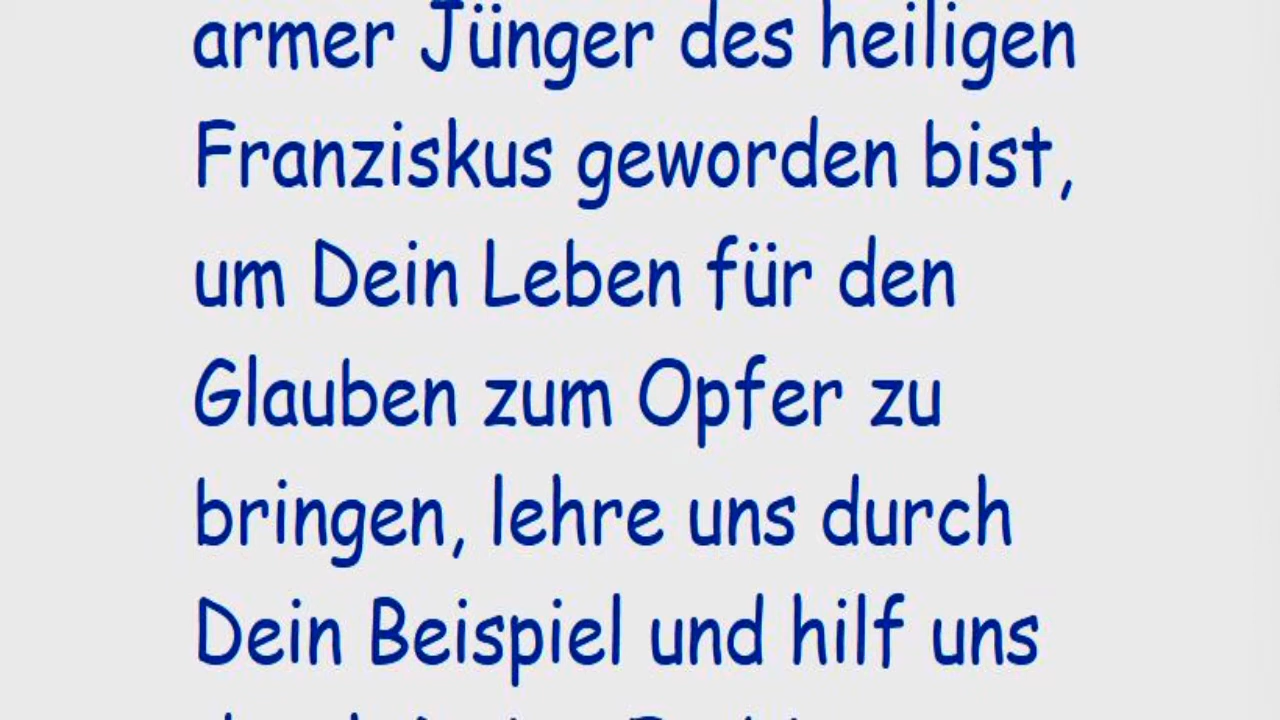 armer Jünger des heiligen
Franziskus geworden bist,
um Dein Leben für den
Glauben zum Opfer zu
bringen, lehre uns durch
Dein Beispiel und hilf uns